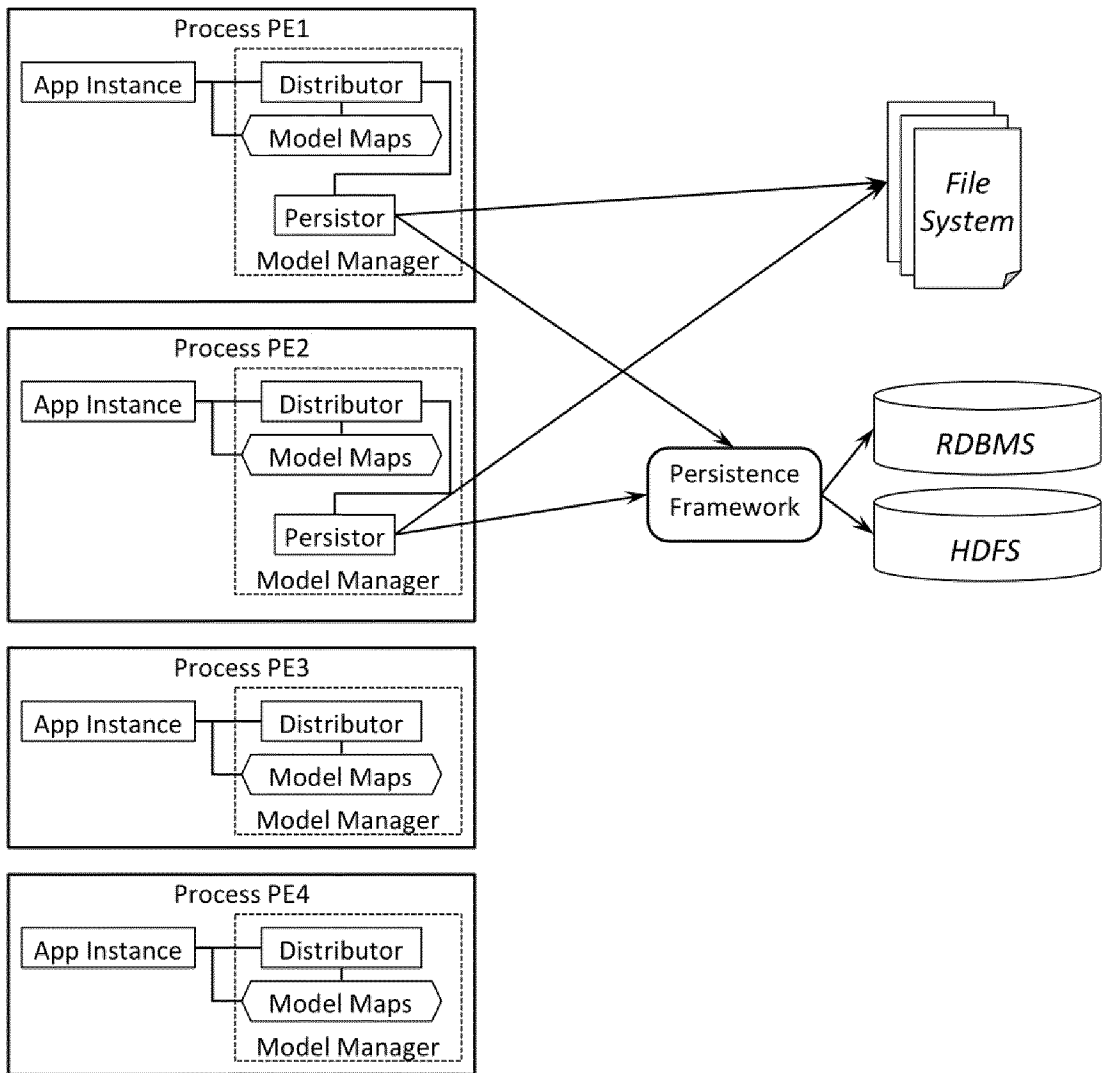 Process PE1
App Instance
Distributor
Model Maps
Persistor
Model Manager
File
System
Process PE2
App Instance
Distributor
Model Maps
Persistor
Model Manager
Persistence
Framework
RDBMS
HDFS
Process PE3
App Instance
Distributor
Model Maps
Model Manager
Process PE4
App Instance
Distributor
Model Maps
Model Manager